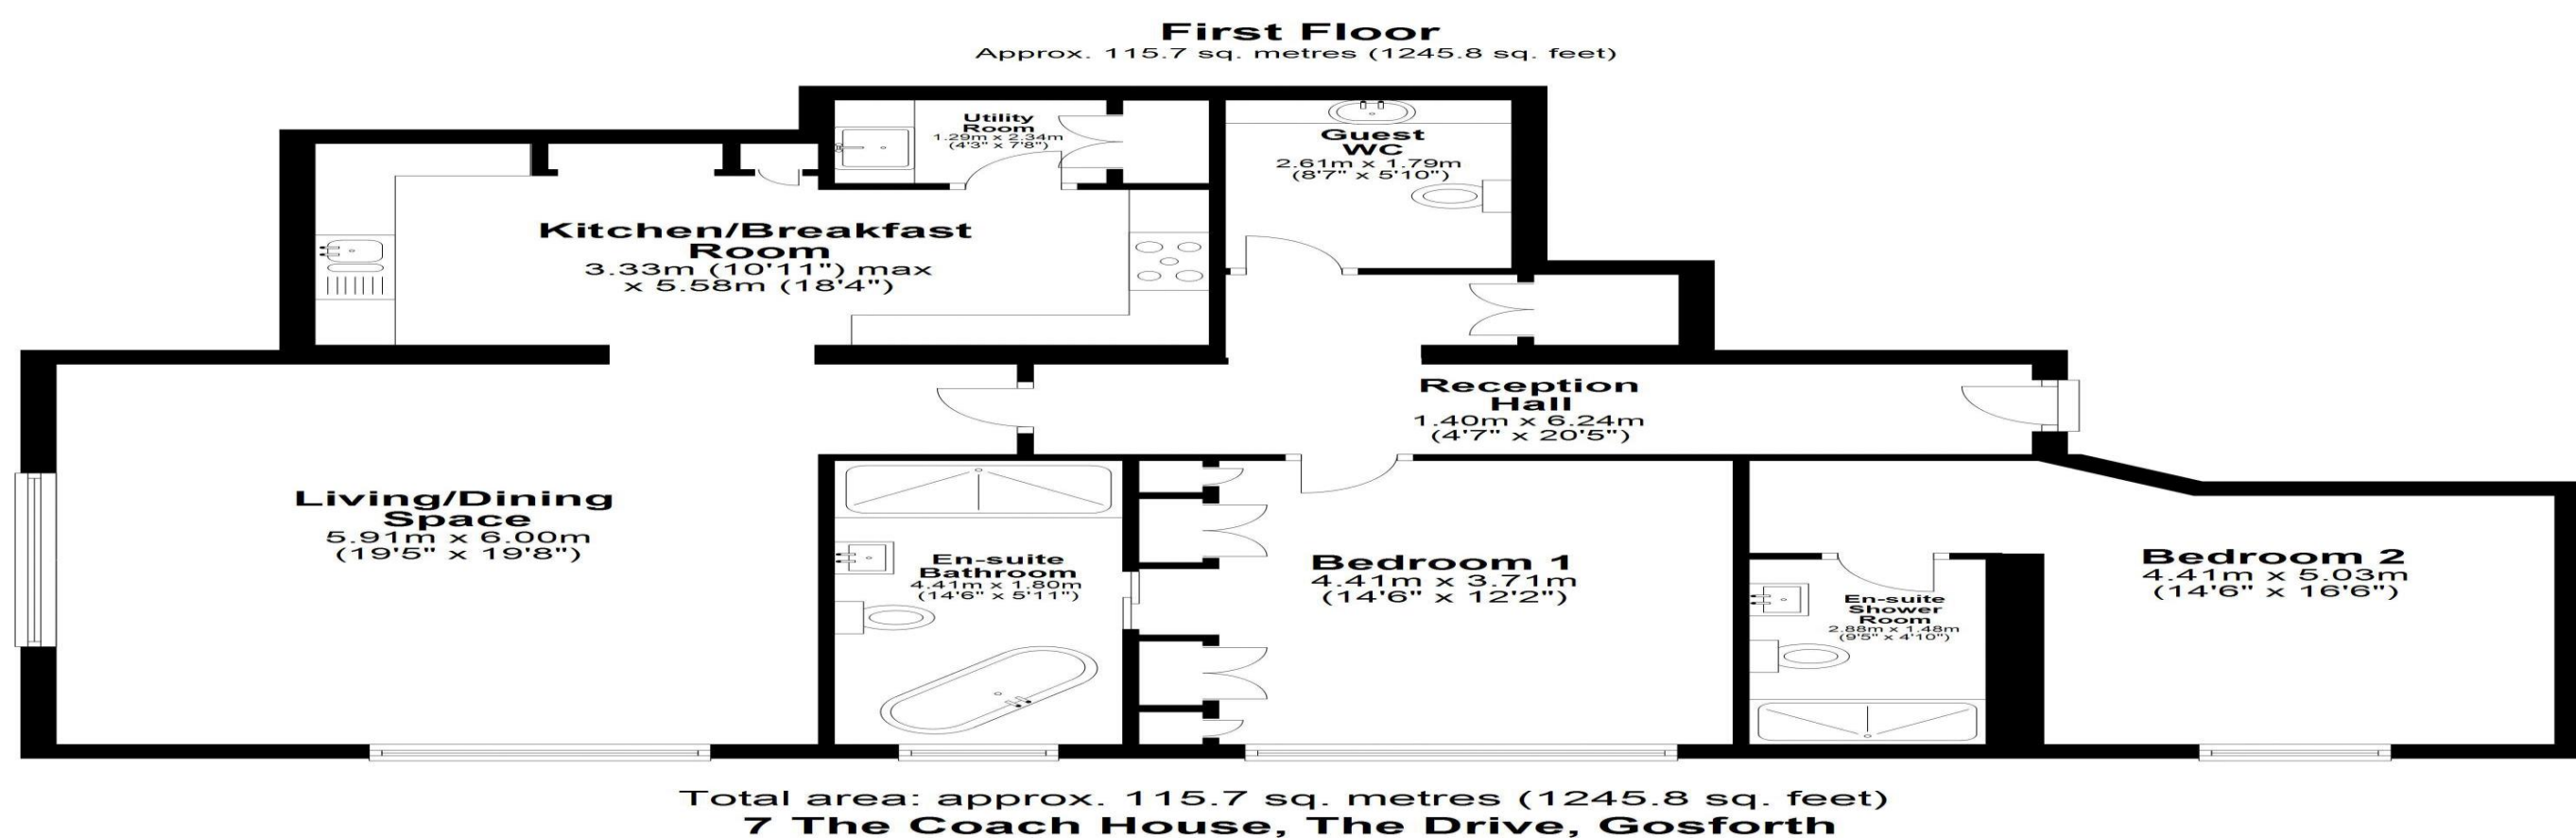 First Floor
Approx. 115.7 sq. metres (1245.8 sq. feet)
Utility
Room
1.29m x 2.34m
(4'3" x 7'8")
Guest
WC
2.61m x 1.79m
(8'7" x 5'10")
Kitchen/Breakfast
Room
3.33m (10'11") max
x 5.58m (18'4")
Reception
Hall
1.40m x 6.24m
(4'7" x 20'5")
Living/Dining
Space
5.91m x 6.00m
(19'5" x 19'8")
En-suite
Bathroom
4.41m x 1.80m
(14'6" x 5'11")
Bedroom 1
4.41m x 3.71m
(14'6" x 12'2")
En-suite
Shower
Room
2.88m x 1.48m
(9'5" x 4'10")
Bedroom 2
4.41m x 5.03m
(14'6" x 16'6")
Total area: approx. 115.7 sq. metres (1245.8 sq. feet)
7 The Coach House, The Drive, Gosforth